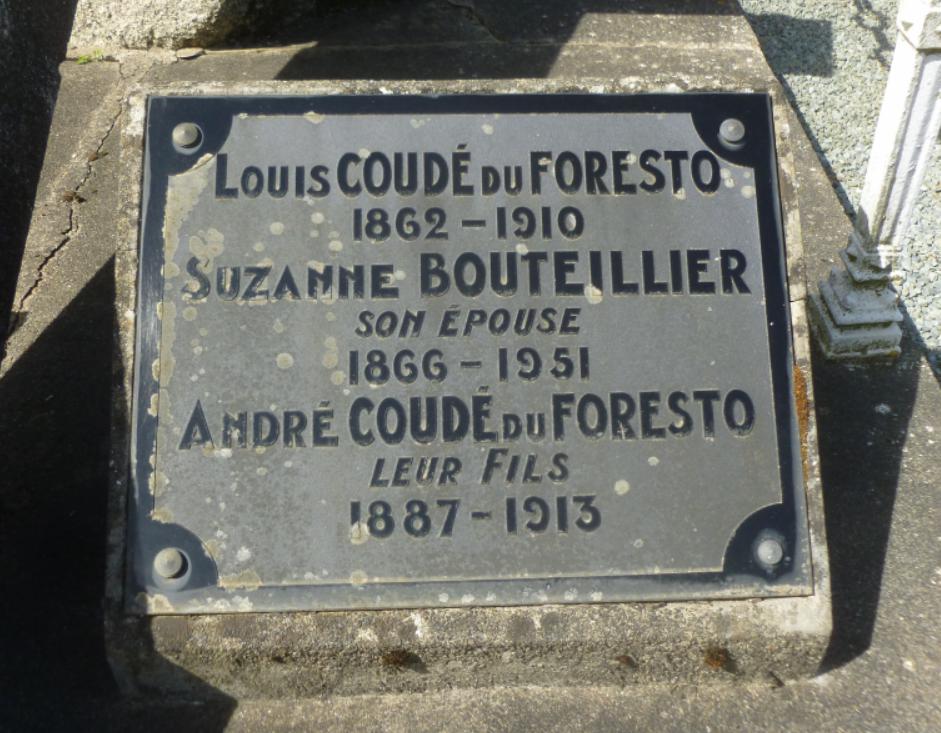 Louis COUDÉ du FORESTO
1862 - 1910
SUZANNE BOUTEILLIER
SON ÉPOUSE
1866 - 1951
ANDRÉ COUDÉ DU FORESTO
LEUR FILS
1887 - 1913